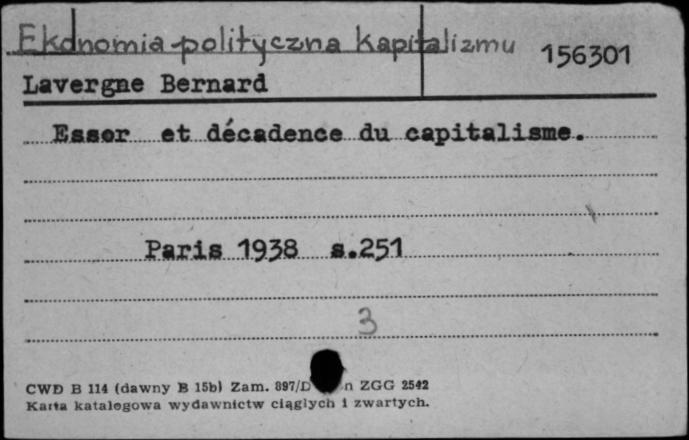 Ekonomia polityczna kapitalizmu 156301
Lavergne Bernard
Essor et décadence du capitalisme.
Paris 1938 s.251
3
CWD B 114 (dawny B 15b) Zam. 897/D n ZGG 2542
Karta katalogowa wydawnictw ciągłych i zwartych.